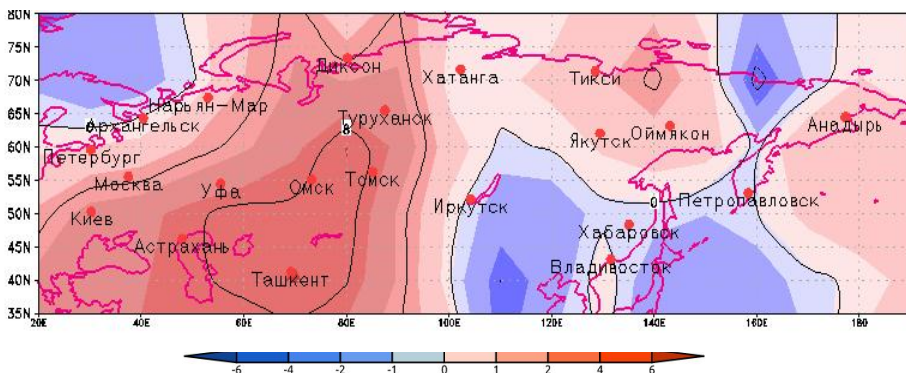 80N
75N
Диксон
Хатанга
Тикси
70N
Нарьян-Мар
65N
Туруханск
0
Архангельск
8
Оймякон
Анадырь
Якутск
60N
Петербург
55N
Москва
Уфа
Омск
Томск
Иркутск
0
Петропавловск
50N
Киев
Хабаровск
45N
Астрахань
Владивосток
40N
Ташкент
35N
20E 40E 60E 80E 100E 120E 140E 160E 180
-6 -4 -2 -1 0 1 2 4 6